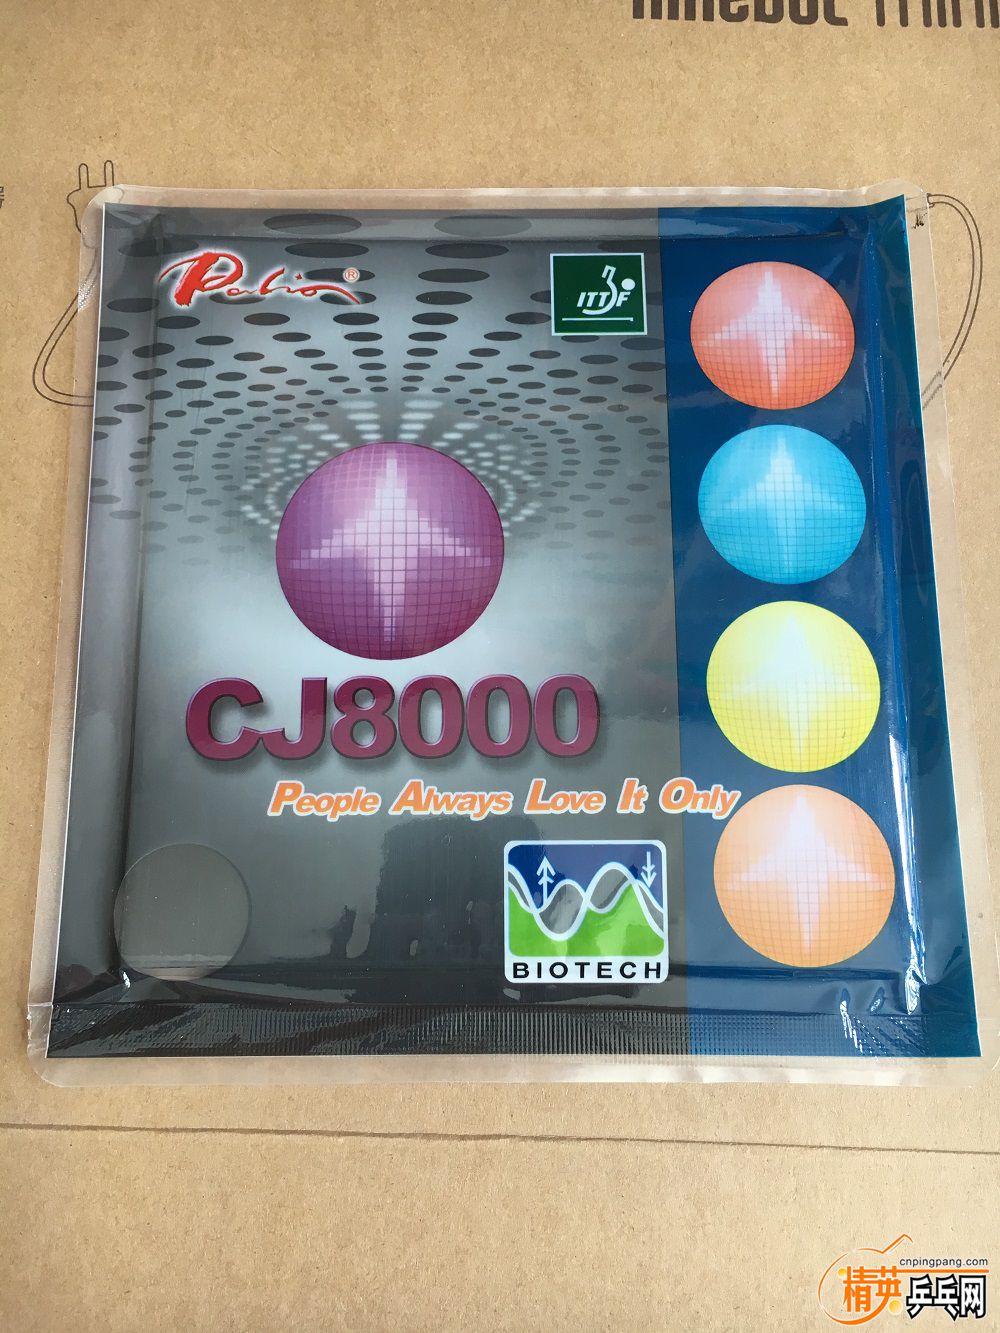 Palio®
ITTF
CJ8000
People Always Love It Only
BIOTECH
cnpingpang.com
精英乒乓网